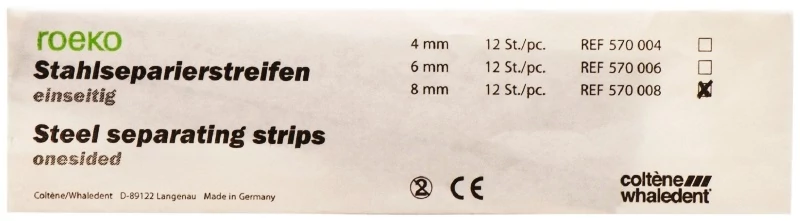 roeko
Stahlseparierstreifen
einseitig
Steel separating strips
onesided
Coltène/Whaledent D-89122 Langenau Made in Germany
4 mm 12 St./pc. REF 570 004
6 mm 12 St./pc. REF 570 006
8 mm 12 St./pc. REF 570 008
2 CE
coltène
whaledent